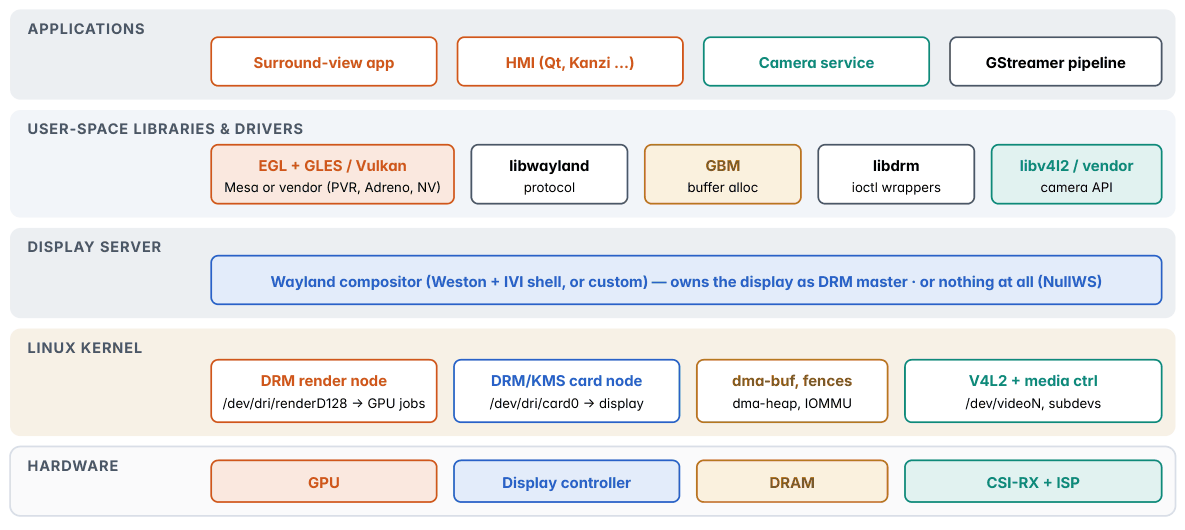 APPLICATIONS
Surround-view app
HMI (Qt, Kanzi ...)
Camera service
GStreamer pipeline
USER-SPACE LIBRARIES & DRIVERS
EGL + GLES / Vulkan
Mesa or vendor (PVR, Adreno, NV)
libwayland
protocol
GBM
buffer alloc
libdrm
ioctl wrappers
libv4l2 / vendor
camera API
DISPLAY SERVER
Wayland compositor (Weston + IVI shell, or custom) — owns the display as DRM master · or nothing at all (NullWS)
LINUX KERNEL
DRM render node
/dev/dri/renderD128 → GPU jobs
DRM/KMS card node
/dev/dri/card0 → display
dma-buf, fences
dma-heap, IOMMU
V4L2 + media ctrl
/dev/videoN, subdevs
HARDWARE
GPU
Display controller
DRAM
CSI-RX + ISP